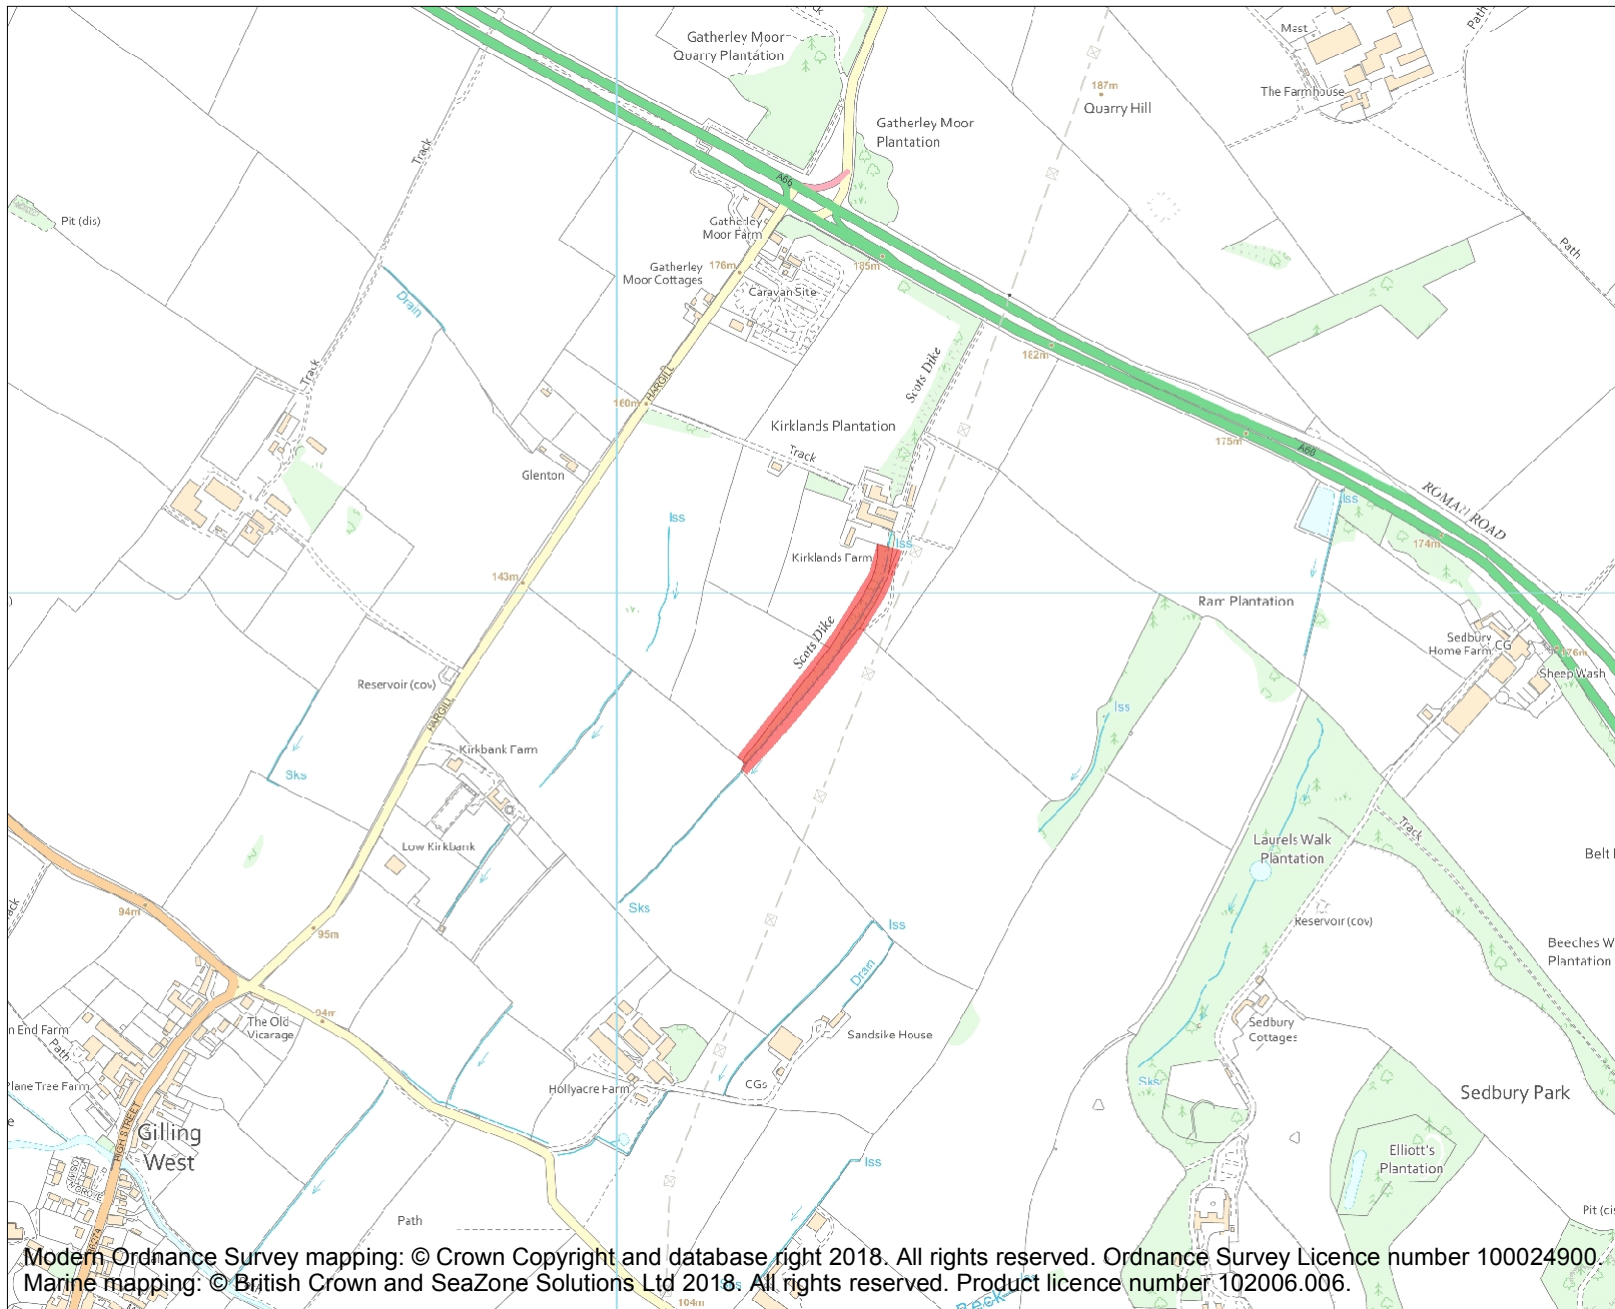 Gatherley Moor
Quarry Plantation
Track
Mast
Path
The Farmhouse
187m
Quarry Hill
Gatherley Moor
Plantation
Track
A66
Pit (dis)
Gatherley
Moor Farm
Path
Gatherley
Moor Cottages
176m
185m
Caravan Site
Drain
182m
Scots Dike
Track
HARGILL
160m
Kirklands Plantation
Track
175m
A66
Glenton
ROMAN ROAD
Iss
Iss
174m
Iss
Kirklands Farm
143m
Ram Plantation
Scots Dike
Sedbury
Home Farm
CG
176m
Sheep Wash
Reservoir (cov)
HARGILL
Iss
Kirkbank Farm
Sks
Track
Low Kirkbank
Laurels Walk
Plantation
Belt
Sks
94m
95m
Iss
Reservoir (cov)
Beeches W
Plantation
Drain
94m
The Old
Vicarage
n End Farm
Path
Sandsike House
Sedbury
Cottages
Plane Tree Farm
Hollyacre Farm
CGs
Sks
Sedbury Park
HIGH STREET
Gilling
West
Elliott's
Plantation
Iss
Path
Pit (dis
Modern Ordnance Survey mapping: © Crown Copyright and database right 2018. All rights reserved. Ordnance Survey Licence number 100024900.
Marine mapping: © British Crown and SeaZone Solutions Ltd 2018. All rights reserved. Product licence number 102006.006.
104m
Beck